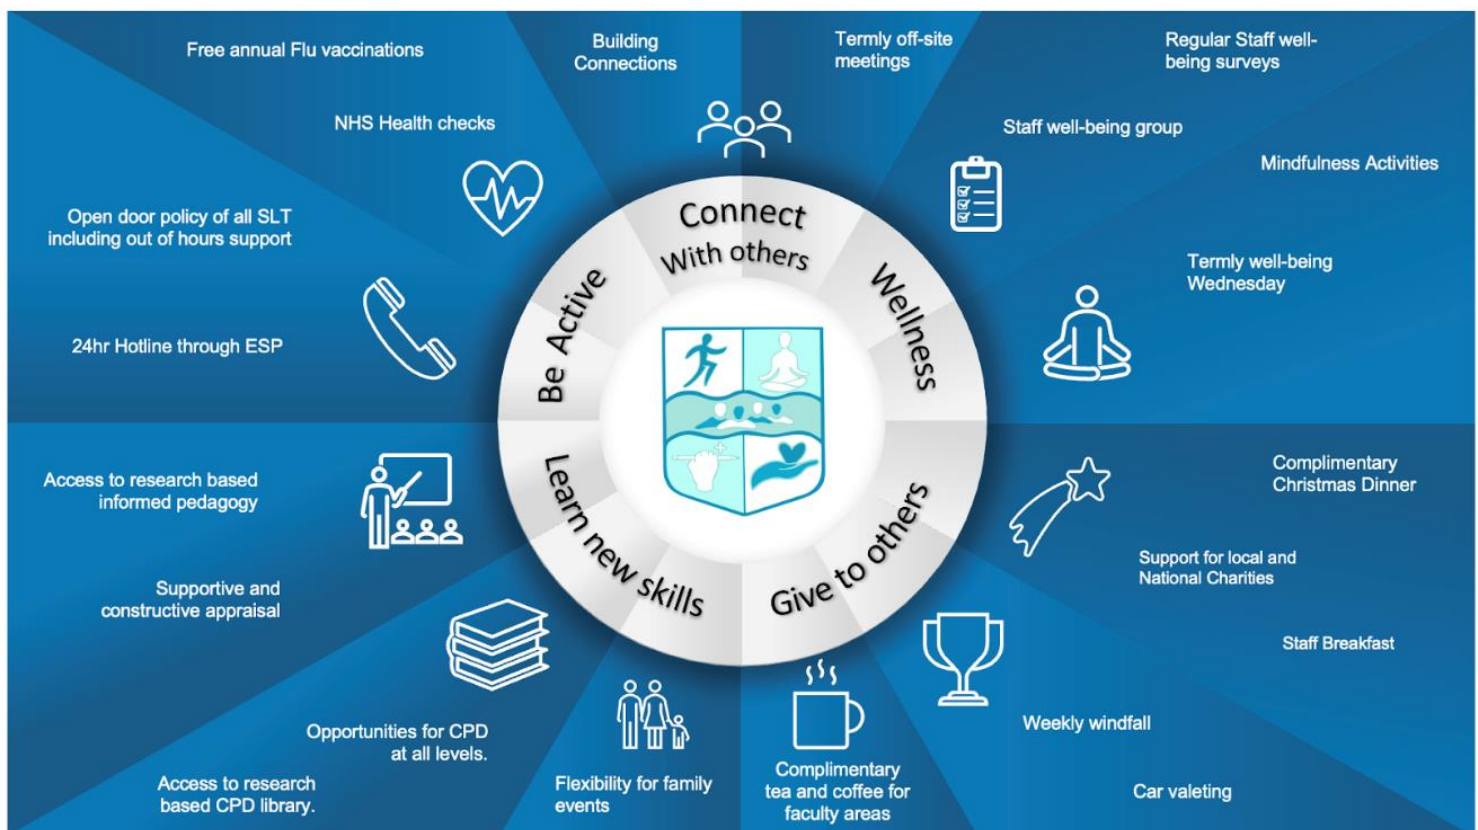 Free annual Flu vaccinations
Building
Connections
Termly off-site
meetings
Regular Staff well-
being surveys
NHS Health checks
Staff well-being group
Mindfulness Activities
Open door policy of all SLT
including out of hours support
Termly well-being
Wednesday
24hr Hotline through ESP
Connect
With others
Be Active
Wellness
Learn new skills
Give to others
Access to research based
informed pedagogy
Complimentary
Christmas Dinner
Supportive and
constructive appraisal
Support for local and
National Charities
Staff Breakfast
Opportunities for CPD
at all levels.
Weekly windfall
Access to research
based CPD library.
Flexibility for family
events
Complimentary
tea and coffee for
faculty areas
Car valeting